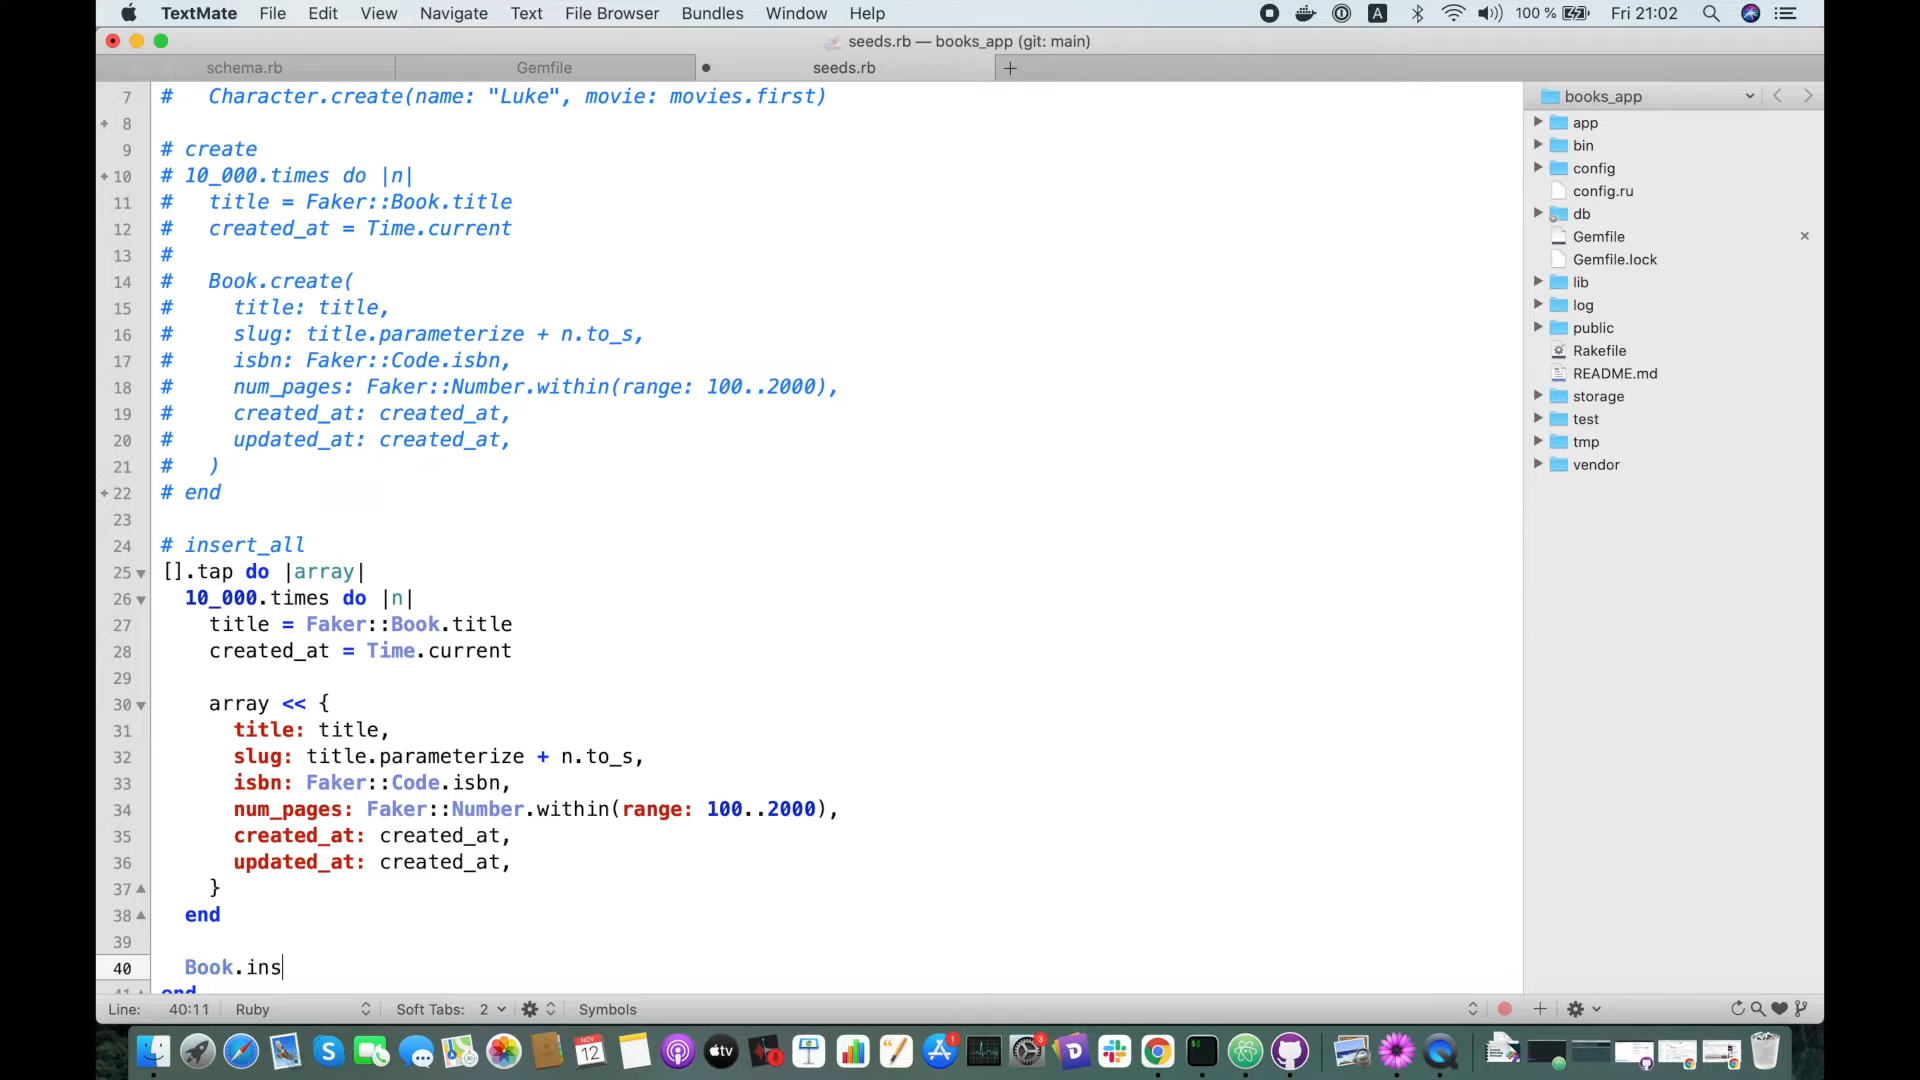 TextMate File Edit View Navigate Text File Browser Bundles Window Help A 100 % Fri 21:02
seeds.rb — books_app (git: main)
schema.rb Gemfile seeds.rb
7 #   Character.create(name: "Luke", movie: movies.first)
8
9 # create
10 # 10_000.times do |n|
11 #   title = Faker::Book.title
12 #   created_at = Time.current
13 #
14 #   Book.create(
15 #     title: title,
16 #     slug: title.parameterize + n.to_s,
17 #     isbn: Faker::Code.isbn,
18 #     num_pages: Faker::Number.within(range: 100..2000),
19 #     created_at: created_at,
20 #     updated_at: created_at,
21 #   )
22 # end
23
24 # insert_all
25 [].tap do |array|
26   10_000.times do |n|
27     title = Faker::Book.title
28     created_at = Time.current
29
30     array << {
31       title: title,
32       slug: title.parameterize + n.to_s,
33       isbn: Faker::Code.isbn,
34       num_pages: Faker::Number.within(range: 100..2000),
35       created_at: created_at,
36       updated_at: created_at,
37     }
38   end
39
40   Book.ins
41 end
books_app
app
bin
config
config.ru
db
Gemfile
Gemfile.lock
lib
log
public
Rakefile
README.md
storage
test
tmp
vendor
Line: 40:11 Ruby Soft Tabs: 2 Symbols
NOV
12
tv
1
3